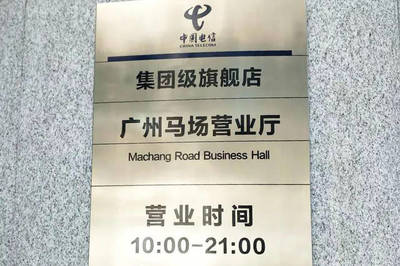 中国电信
CHINA TELECOM
集团级旗舰店
广州马场营业厅
Machang Road Business Hall
营业时间
10:00-21:00